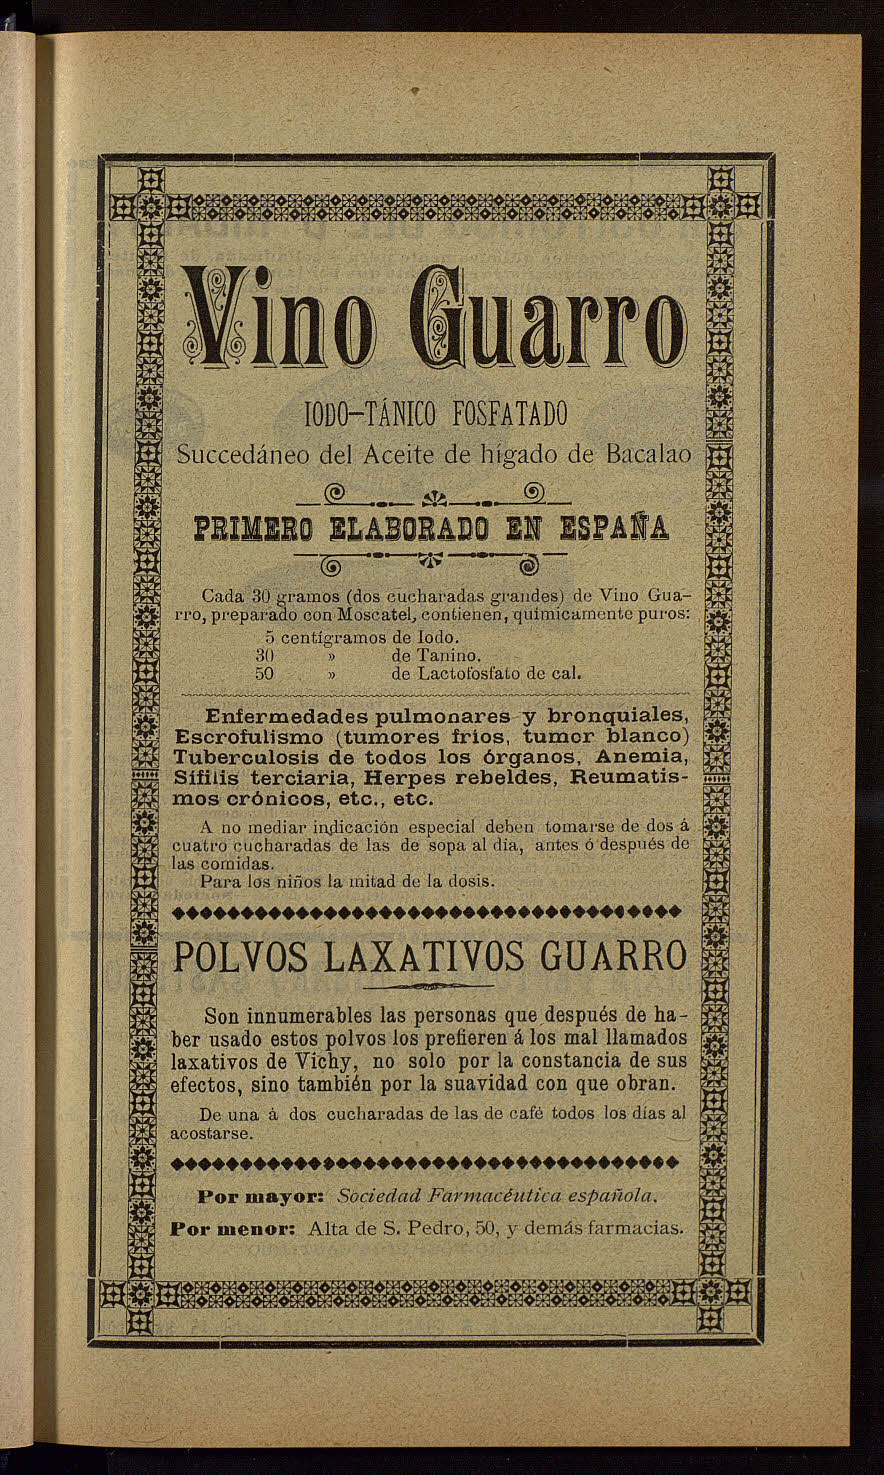 Vino Guarro
IODO-TÁNICO FOSFATADO
Succedáneo del Aceite de hígado de Bacalao
PRIMERO ELABORADO EN ESPAÑA
Cada 30 gramos (dos cucharadas grandes) de Vino Gua-
rro, preparado con Moscatel, contienen, quimicamente puros:
5 centígramos de Iodo.
30 » de Tanino.
50 » de Lactofosfato de cal.
Enfermedades pulmonares y bronquiales,
Escrofulismo (tumores frios, tumor blanco)
Tuberculosis de todos los órganos, Anemia,
Sífilis terciaria, Herpes rebeldes, Reumatis-
mos crónicos, etc., etc.
A no mediar indicación especial deben tomarse de dos á
cuatro cucharadas de las de sopa al día, antes ó después de
las comidas.
Para los niños la mitad de la dosis.
POLVOS LAXATIVOS GUARRO
Son innumerables las personas que después de ha-
ber usado estos polvos los prefieren á los mal llamados
laxativos de Vichy, no solo por la constancia de sus
efectos, sino también por la suavidad con que obran.
De una á dos cucharadas de las de café todos los días al
acostarse.
Por mayor: Sociedad Farmacéutica española.
Por menor: Alta de S. Pedro, 50, y demás farmacias.